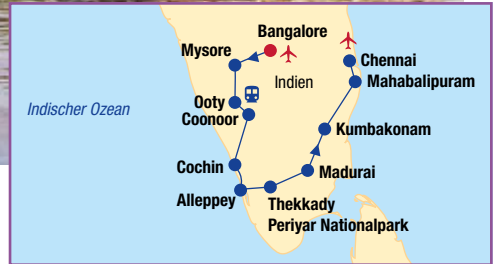 Bangalore
Mysore
Chennai
Indien
Mahabalipuram
Ooty
Coonoor
Indischer Ozean
Kumbakonam
Cochin
Madurai
Alleppey
Thekkady
Periyar Nationalpark